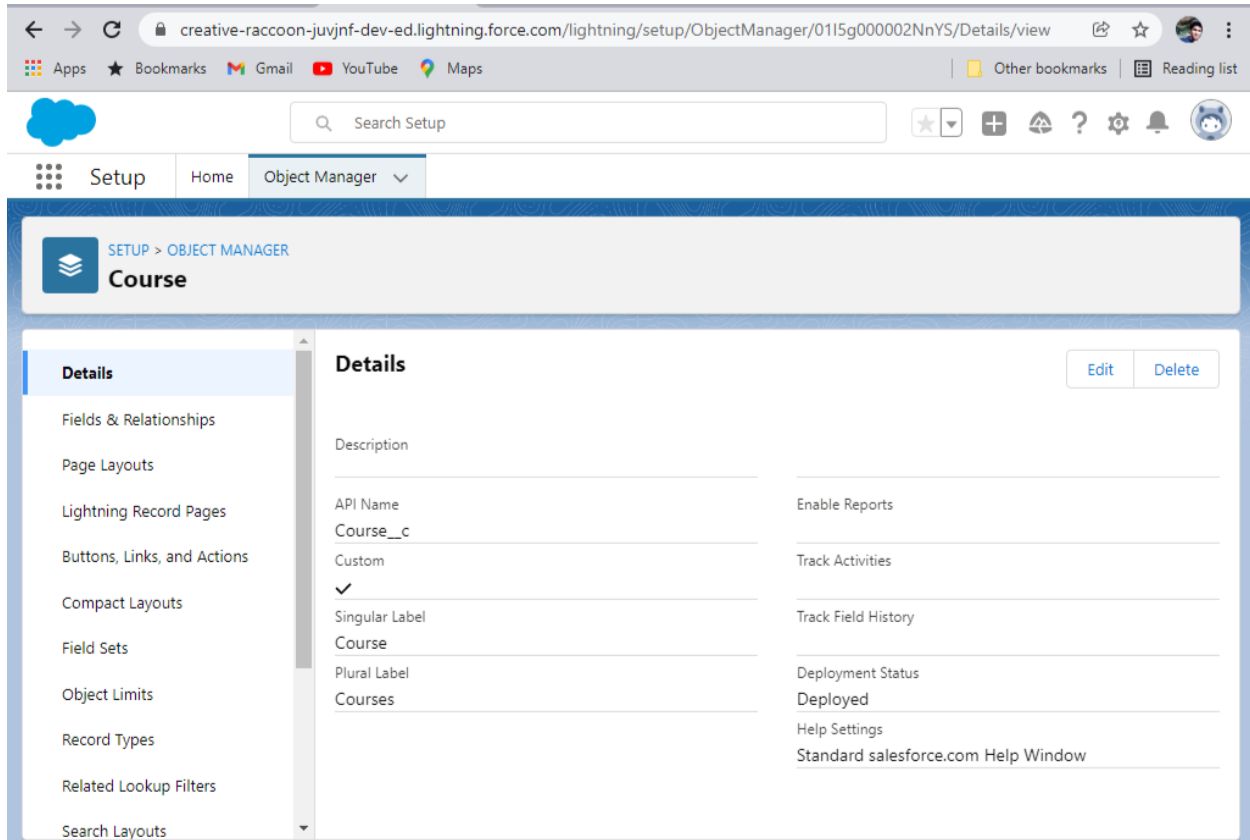 creative-raccoon-juvjnf-dev-ed.lightning.force.com/lightning/setup/ObjectManager/01I5g000002NnYS/Details/view
Apps Bookmarks Gmail YouTube Maps Other bookmarks Reading list
Search Setup
Setup Home Object Manager
SETUP > OBJECT MANAGER
Course
Details
Fields & Relationships
Page Layouts
Lightning Record Pages
Buttons, Links, and Actions
Compact Layouts
Field Sets
Object Limits
Record Types
Related Lookup Filters
Search Layouts
Details
Edit Delete
Description
API Name
Course__c
Custom
Singular Label
Course
Plural Label
Courses
Enable Reports
Track Activities
Track Field History
Deployment Status
Deployed
Help Settings
Standard salesforce.com Help Window